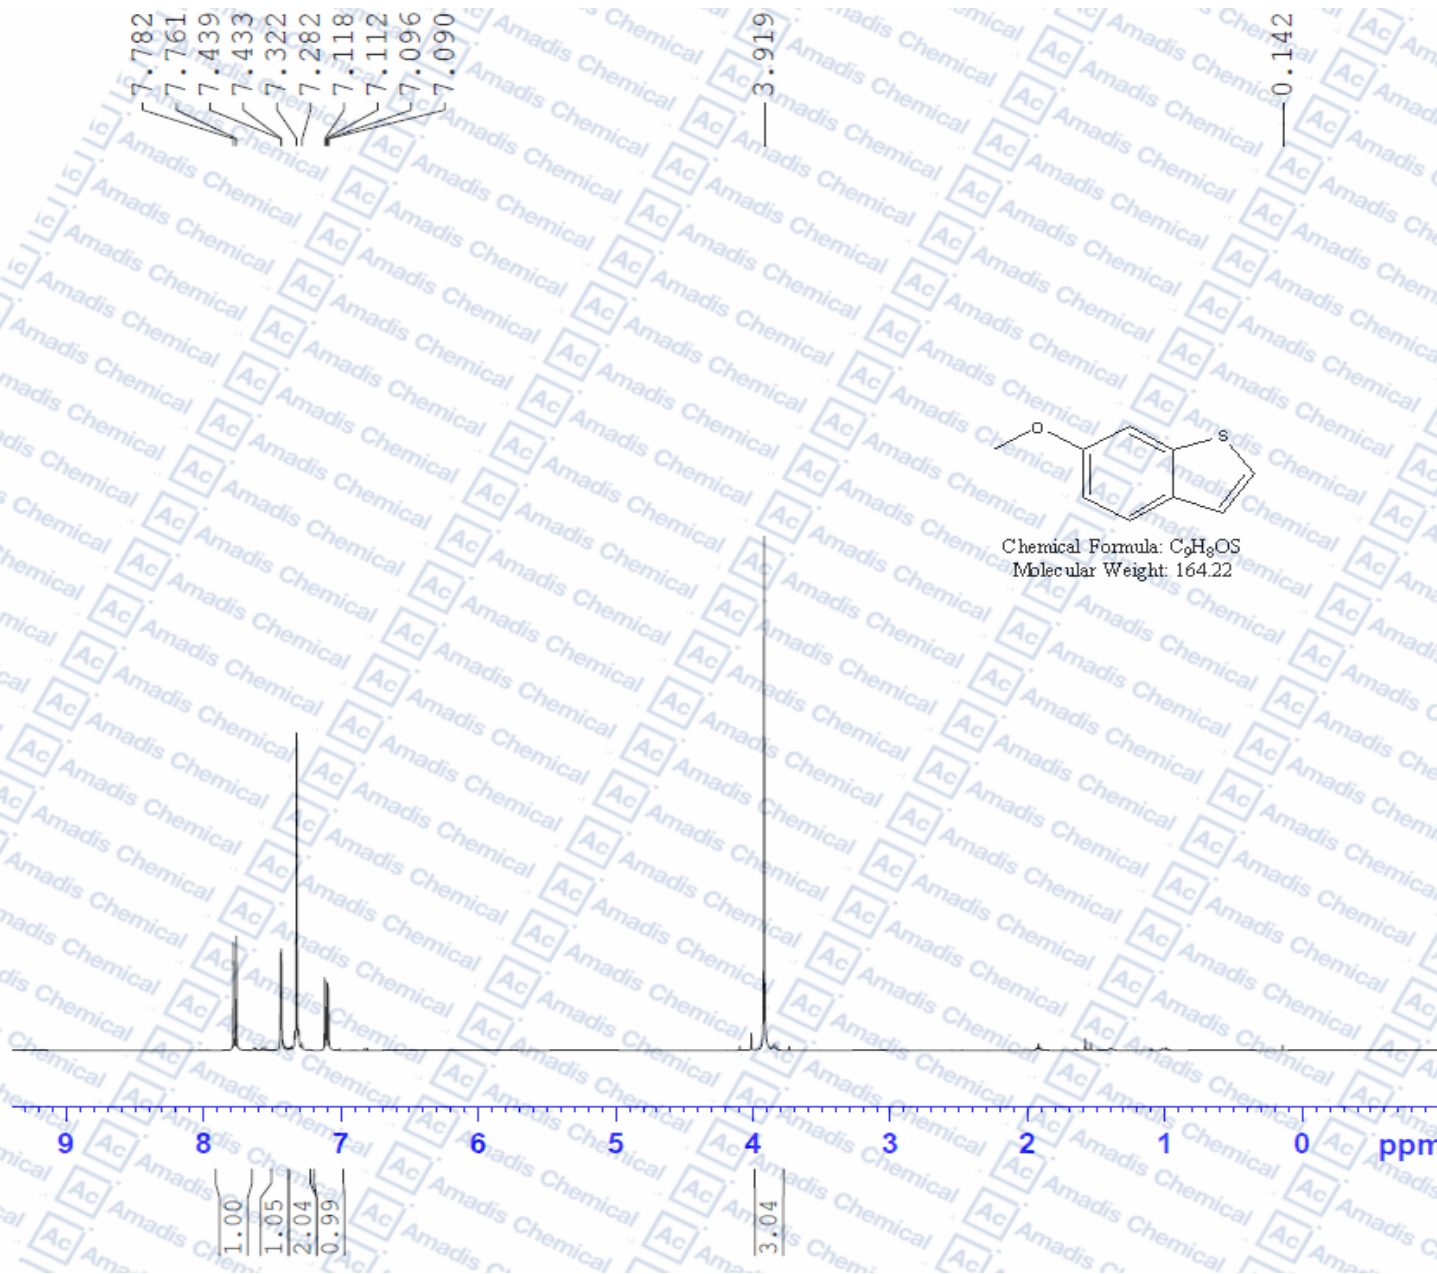 7.782
7.761
7.439
7.433
7.322
7.282
7.118
7.112
7.096
7.090
3.919
0.142
O
S
Chemical Formula: C₉H₈OS
Molecular Weight: 164.22
9 8 7 6 5 4 3 2 1 0 ppm
1.00
1.05
2.04
0.99
3.04
Ac Amadis Chemical